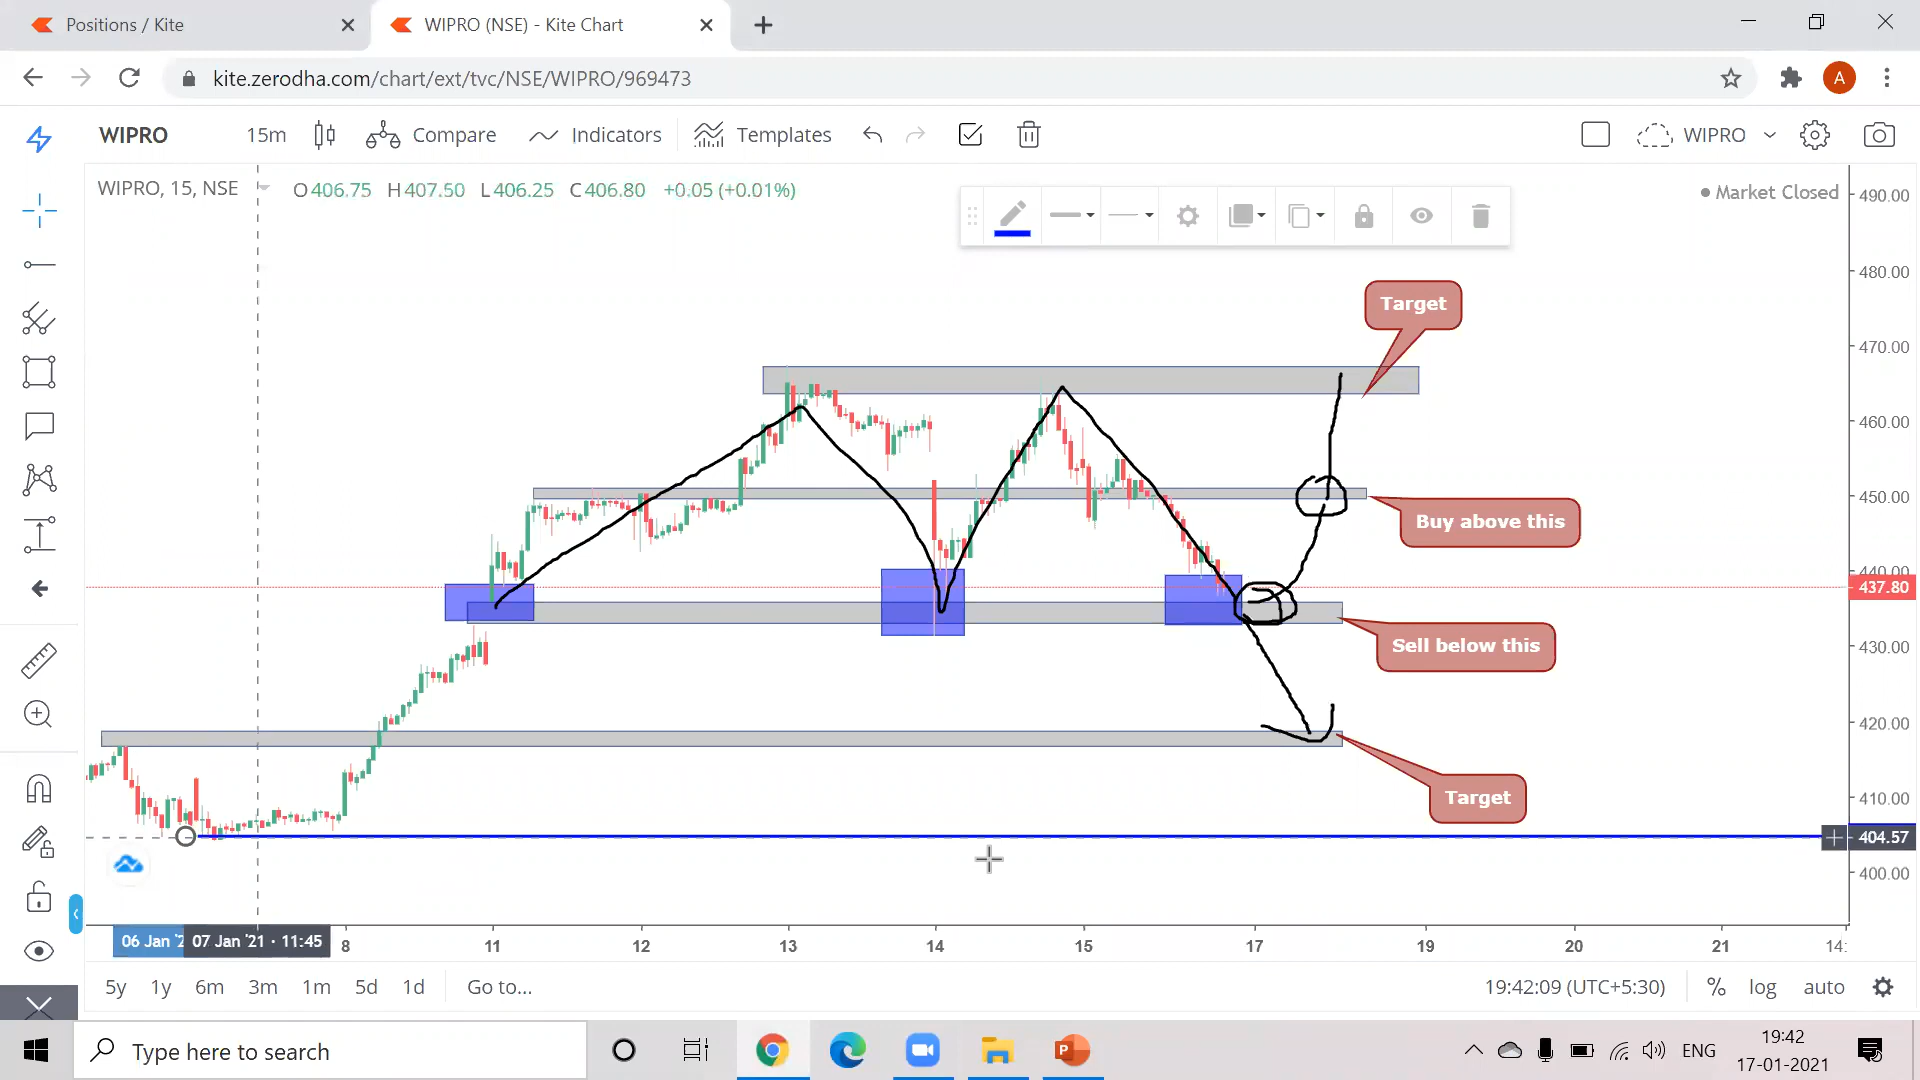 Positions / Kite
WIPRO (NSE) - Kite Chart
kite.zerodha.com/chart/ext/tvc/NSE/WIPRO/969473
A
WIPRO 15m Compare Indicators Templates WIPRO
WIPRO, 15, NSE O406.75 H407.50 L406.25 C406.80 +0.05 (+0.01%)
Market Closed
490.00
480.00
Target
470.00
460.00
450.00
Buy above this
440.00
437.80
Sell below this
430.00
420.00
Target
410.00
404.57
400.00
06 Jan '2 07 Jan '21 · 11:45 8 11 12 13 14 15 17 19 20 21 14:
5y 1y 6m 3m 1m 5d 1d Go to... 19:42:09 (UTC+5:30) % log auto
Type here to search
P
ENG
19:42
17-01-2021